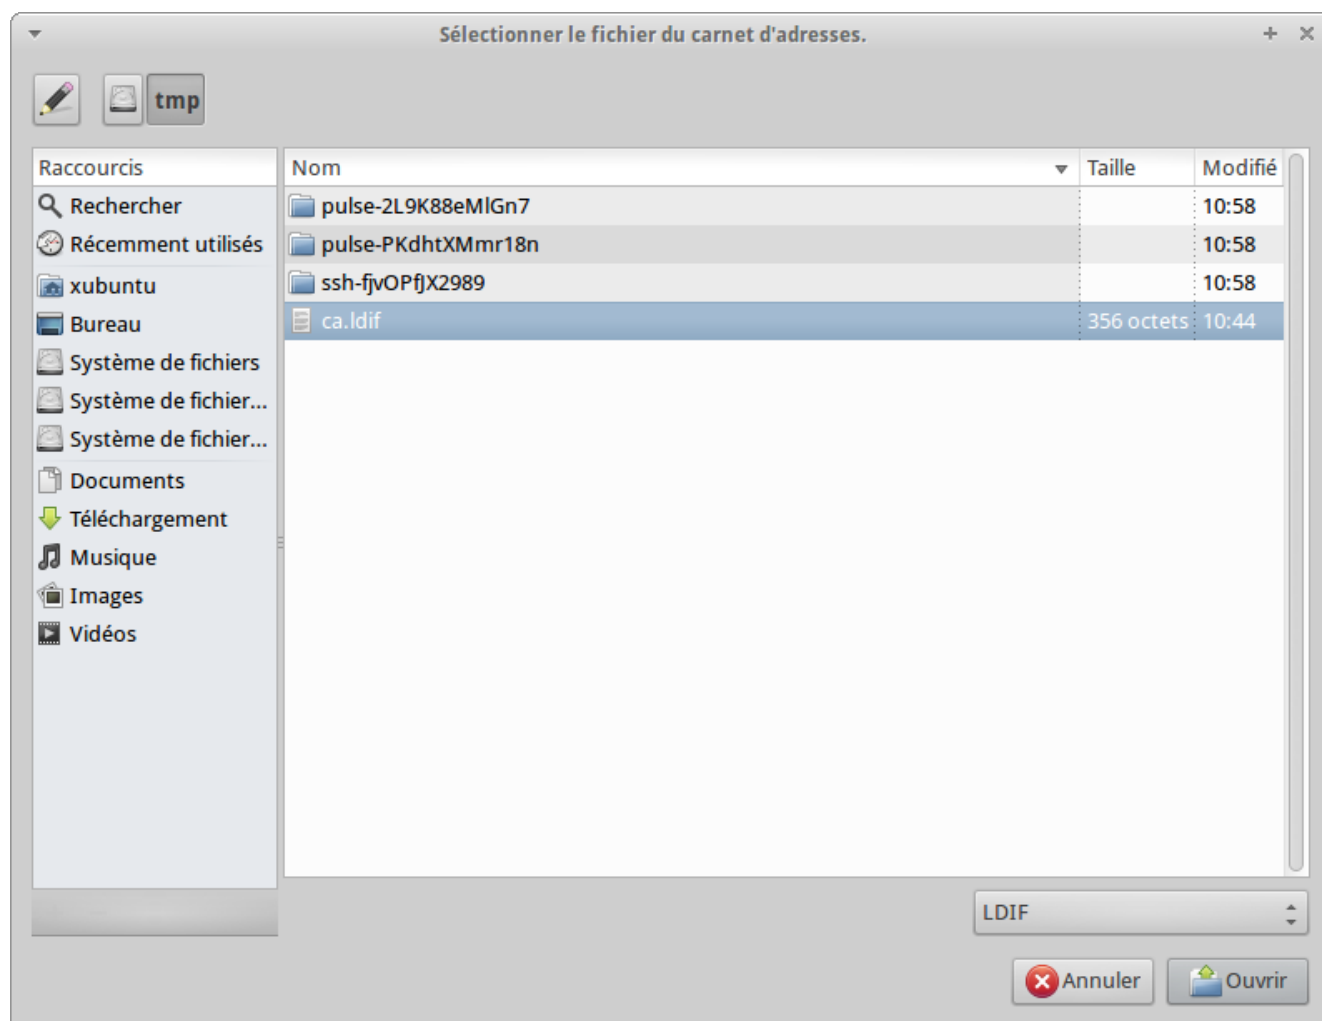 Sélectionner le fichier du carnet d'adresses.
tmp
Raccourcis
Rechercher
Récemment utilisés
xubuntu
Bureau
Système de fichiers
Système de fichier...
Système de fichier...
Documents
Téléchargement
Musique
Images
Vidéos
Nom Taille Modifié
pulse-2L9K88eMlGn7 10:58
pulse-PKdhtXMmr18n 10:58
ssh-fjvOPfJX2989 10:58
ca.ldif 356 octets 10:44
LDIF
Annuler Ouvrir